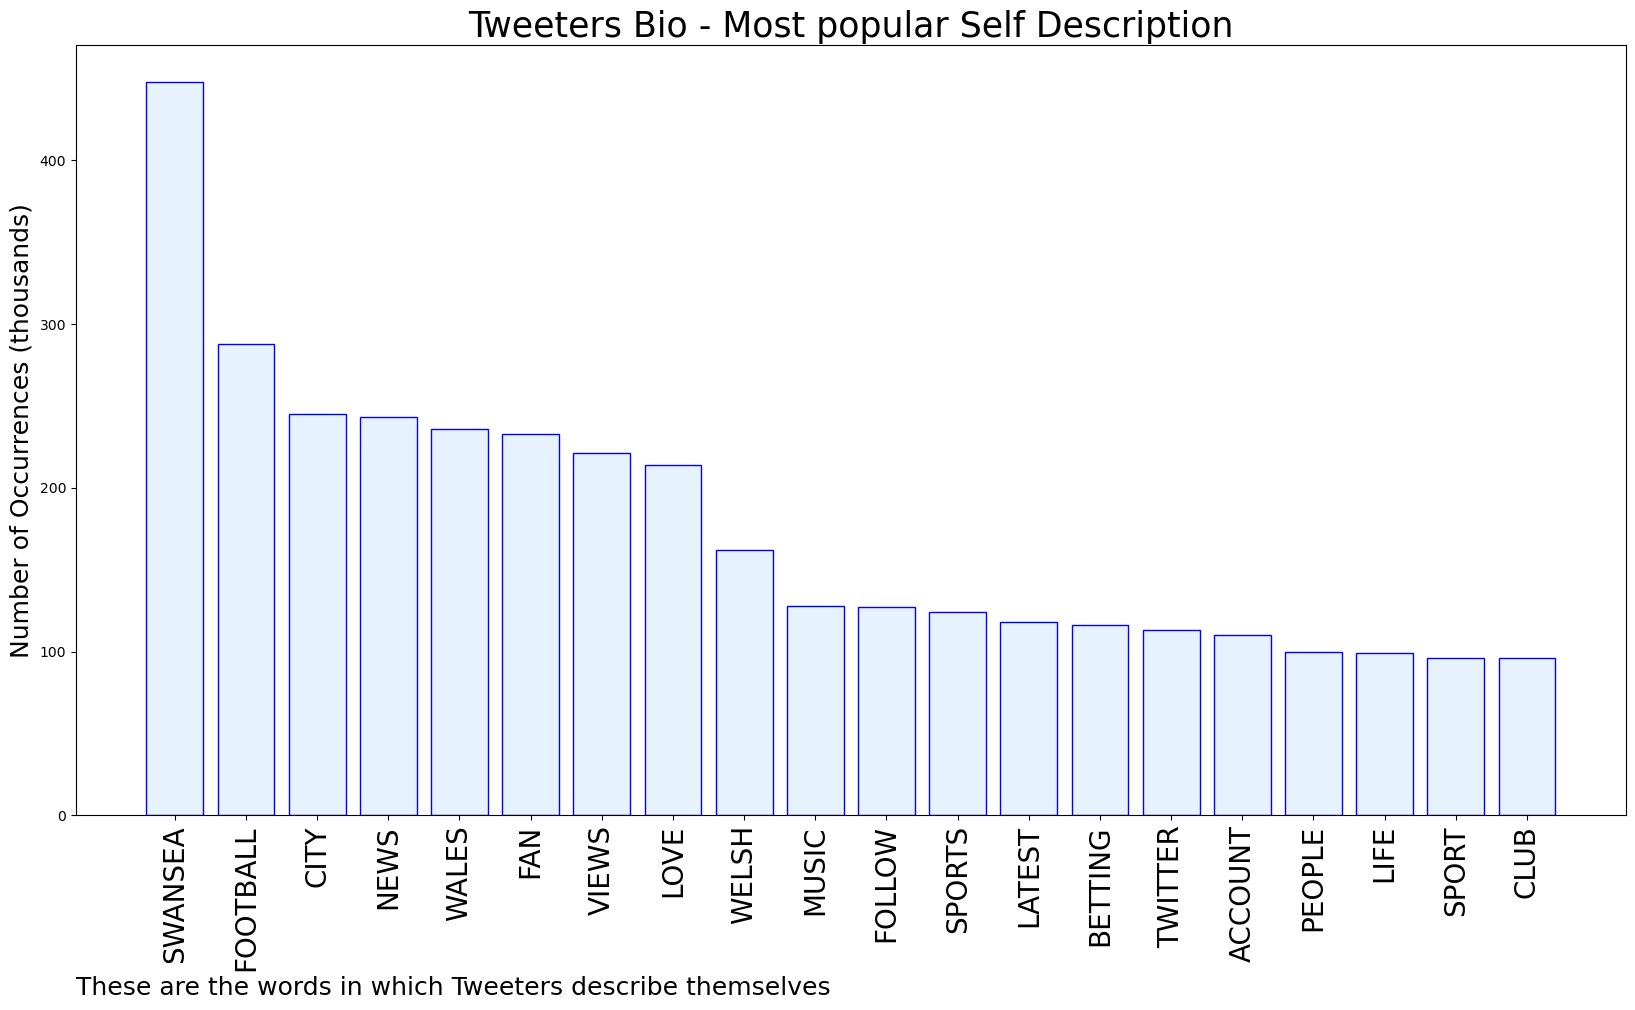 Tweeters Bio - Most popular Self Description
Number of Occurrences (thousands)
400
300
200
100
0
SWANSEA
FOOTBALL
CITY
NEWS
WALES
FAN
VIEWS
LOVE
WELSH
MUSIC
FOLLOW
SPORTS
LATEST
BETTING
TWITTER
ACCOUNT
PEOPLE
LIFE
SPORT
CLUB
These are the words in which Tweeters describe themselves